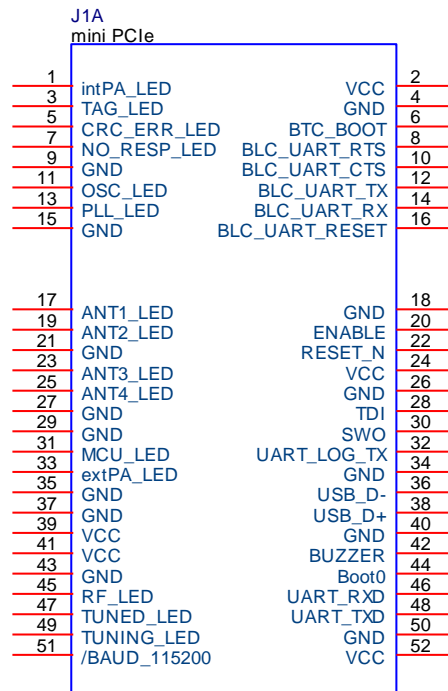 J1A
mini PCIe
1 intPA_LED VCC 2
3 TAG_LED GND 4
5 CRC_ERR_LED BTC_BOOT 6
7 NO_RESP_LED BLC_UART_RTS 8
9 GND BLC_UART_CTS 10
11 OSC_LED BLC_UART_TX 12
13 PLL_LED BLC_UART_RX 14
15 GND BLC_UART_RESET 16
17 ANT1_LED GND 18
19 ANT2_LED ENABLE 20
21 GND RESET_N 22
23 ANT3_LED VCC 24
25 ANT4_LED GND 26
27 GND TDI 28
29 GND SWO 30
31 MCU_LED UART_LOG_TX 32
33 extPA_LED GND 34
35 GND USB_D- 36
37 GND USB_D+ 38
39 VCC GND 40
41 VCC BUZZER 42
43 GND Boot0 44
45 RF_LED UART_RXD 46
47 TUNED_LED UART_TXD 48
49 TUNING_LED GND 50
51 /BAUD_115200 VCC 52